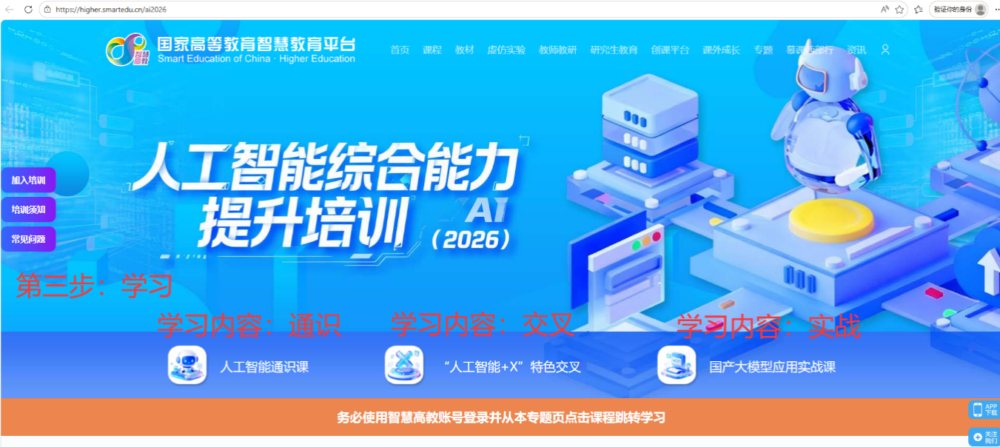 https://higher.smartedu.cn/ai2026
验证你的身份
国家高等教育智慧教育平台
Smart Education of China · Higher Education
智慧高教
首页 课程 教材 虚仿实验 教师教研 研究生教育 创课平台 课外成长 专题 慕课西部行 资讯
人工智能综合能力
提升培训
AI
（2026）
加入培训
培训须知
常见问题
第三步：学习
学习内容：通识 学习内容：交叉 学习内容：实战
人工智能通识课 “人工智能+X”特色交叉 国产大模型应用实战课
务必使用智慧高教账号登录并从本专题页点击课程跳转学习
APP
下载
关注
我们